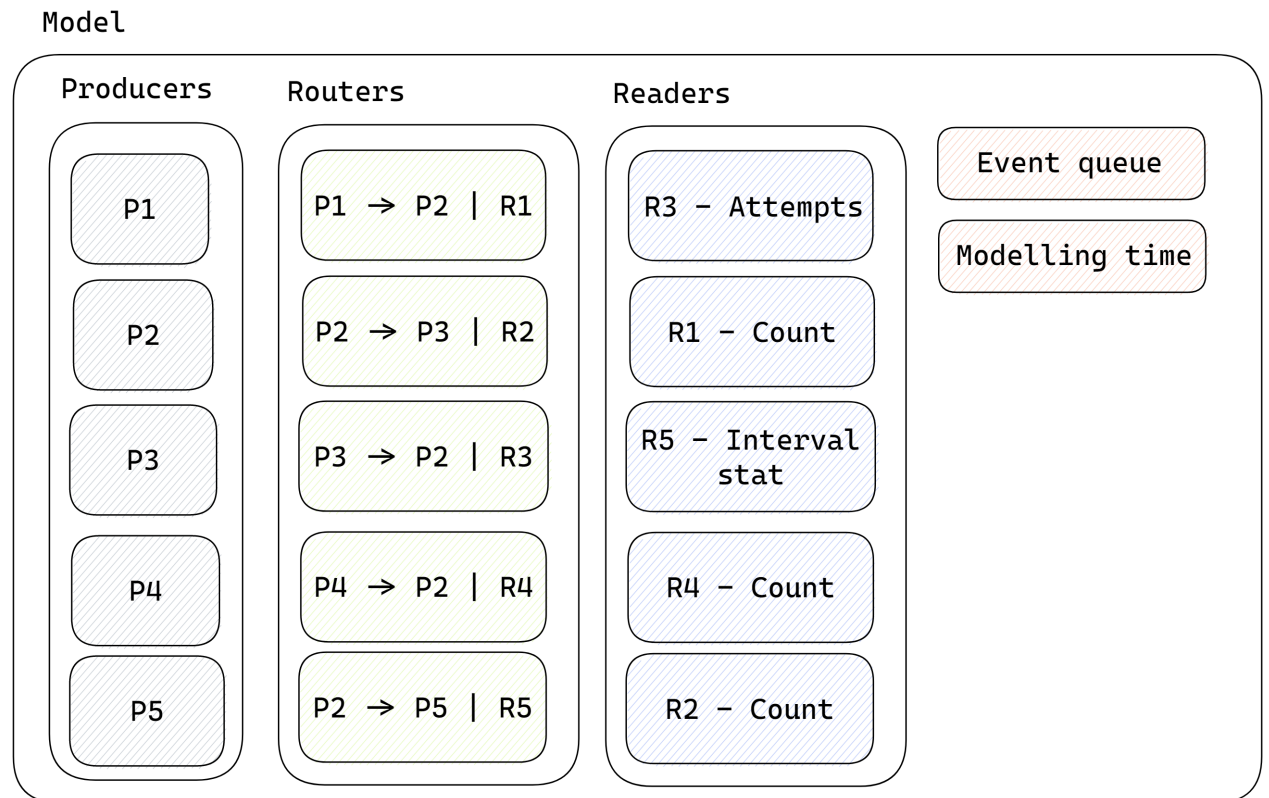 Model
Producers
P1
P2
P3
P4
P5
Routers
P1 → P2 | R1
P2 → P3 | R2
P3 → P2 | R3
P4 → P2 | R4
P2 → P5 | R5
Readers
R3 - Attempts
R1 - Count
R5 - Interval
stat
R4 - Count
R2 - Count
Event queue
Modelling time